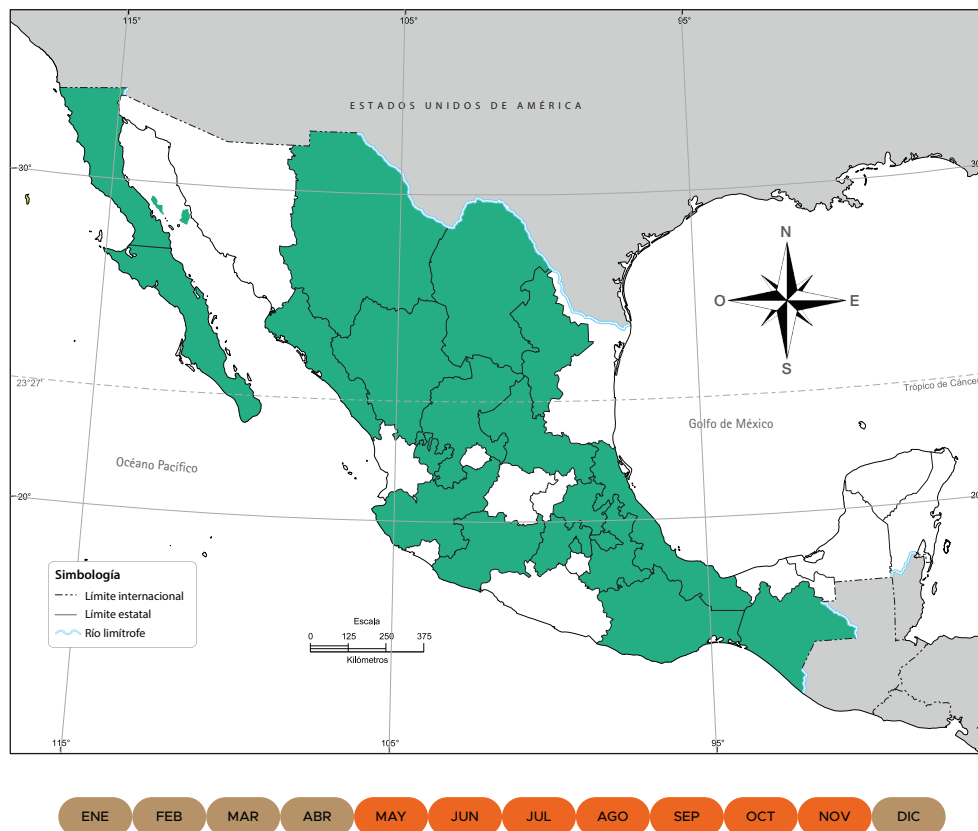 115°
105°
95°
ESTADOS UNIDOS DE AMÉRICA
30°
30
N
O
E
S
23°27'
Trópico de Cáncer
Golfo de México
Océano Pacífico
20°
20
Simbología
Límite internacional
Límite estatal
Río limítrofe
Escala
0 125 250 375
Kilómetros
115°
105°
95°
ENE FEB MAR ABR MAY JUN JUL AGO SEP OCT NOV DIC